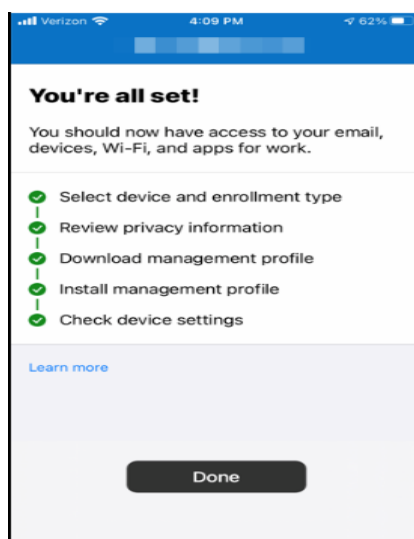 Verizon 4:09 PM 62%
You're all set!
You should now have access to your email,
devices, Wi-Fi, and apps for work.
Select device and enrollment type
Review privacy information
Download management profile
Install management profile
Check device settings
Learn more
Done